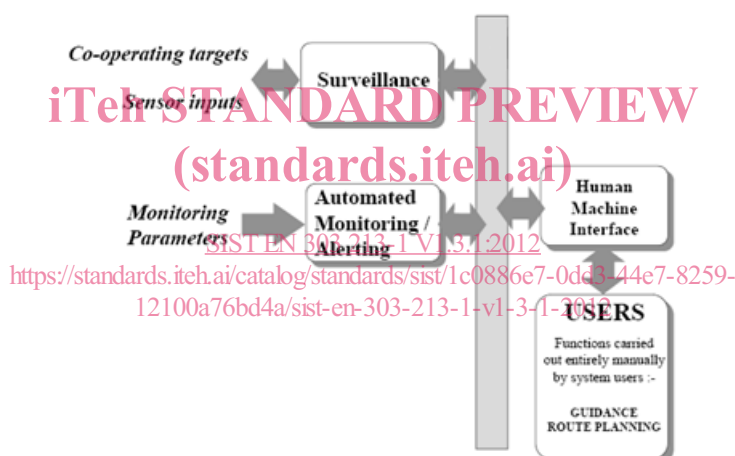 Co-operating targets
Sensor inputs
Surveillance
iTeh STANDARD PREVIEW
(standards.iteh.ai)
Monitoring
Parameters
Automated
Monitoring /
Alerting
Human
Machine
Interface
SIST EN 303 213-1 V1.3.1:2012
https://standards.iteh.ai/catalog/standards/sist/1c0886e7-0dd3-44e7-8259-
12100a76bd4a/sist-en-303-213-1-v1-3-1-2012
USERS
Functions carried
out entirely manually
by system users :-
GUIDANCE
ROUTE PLANNING